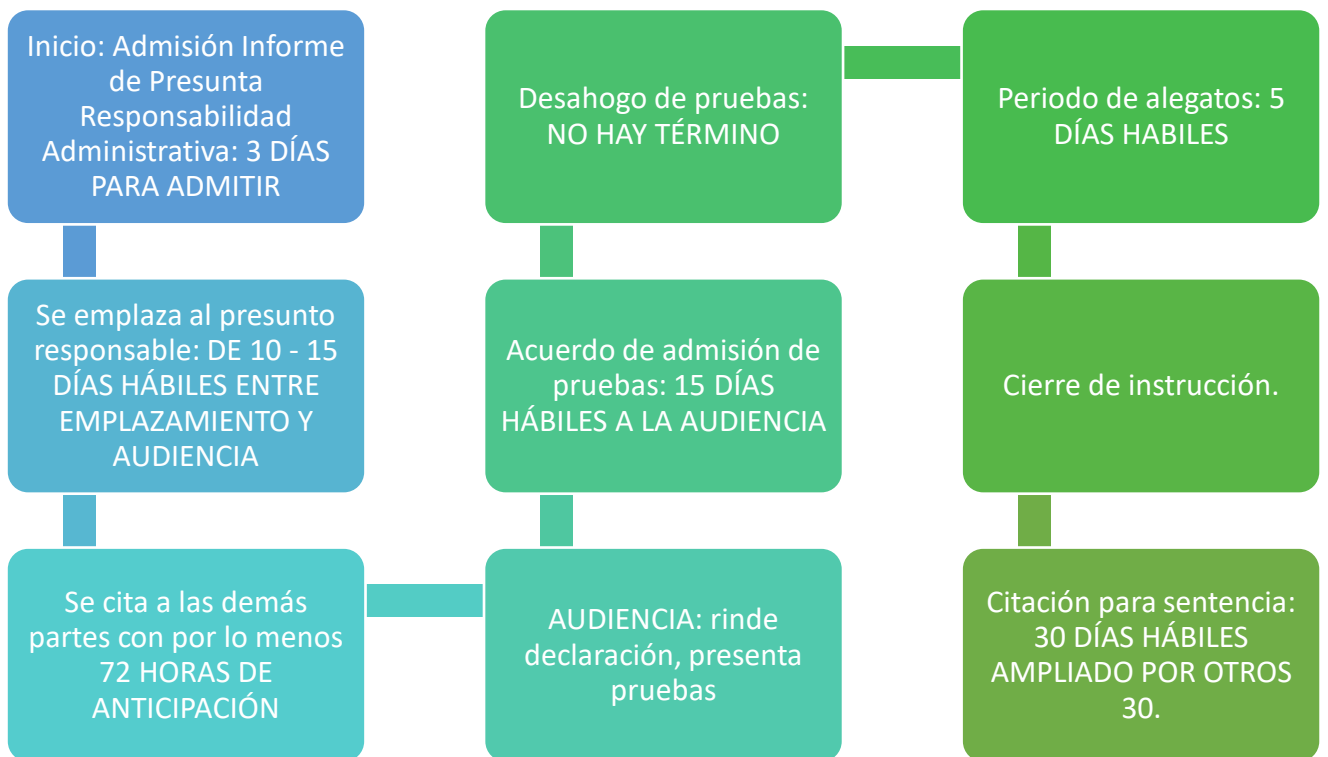 Inicio: Admisión Informe
de Presunta
Responsabilidad
Administrativa: 3 DÍAS
PARA ADMITIR
Se emplaza al presunto
responsable: DE 10 - 15
DÍAS HÁBILES ENTRE
EMPLAZAMIENTO Y
AUDIENCIA
Se cita a las demás
partes con por lo menos
72 HORAS DE
ANTICIPACIÓN
AUDIENCIA: rinde
declaración, presenta
pruebas
Acuerdo de admisión de
pruebas: 15 DÍAS
HÁBILES A LA AUDIENCIA
Desahogo de pruebas:
NO HAY TÉRMINO
Periodo de alegatos: 5
DÍAS HABILES
Cierre de instrucción.
Citación para sentencia:
30 DÍAS HÁBILES
AMPLIADO POR OTROS
30.